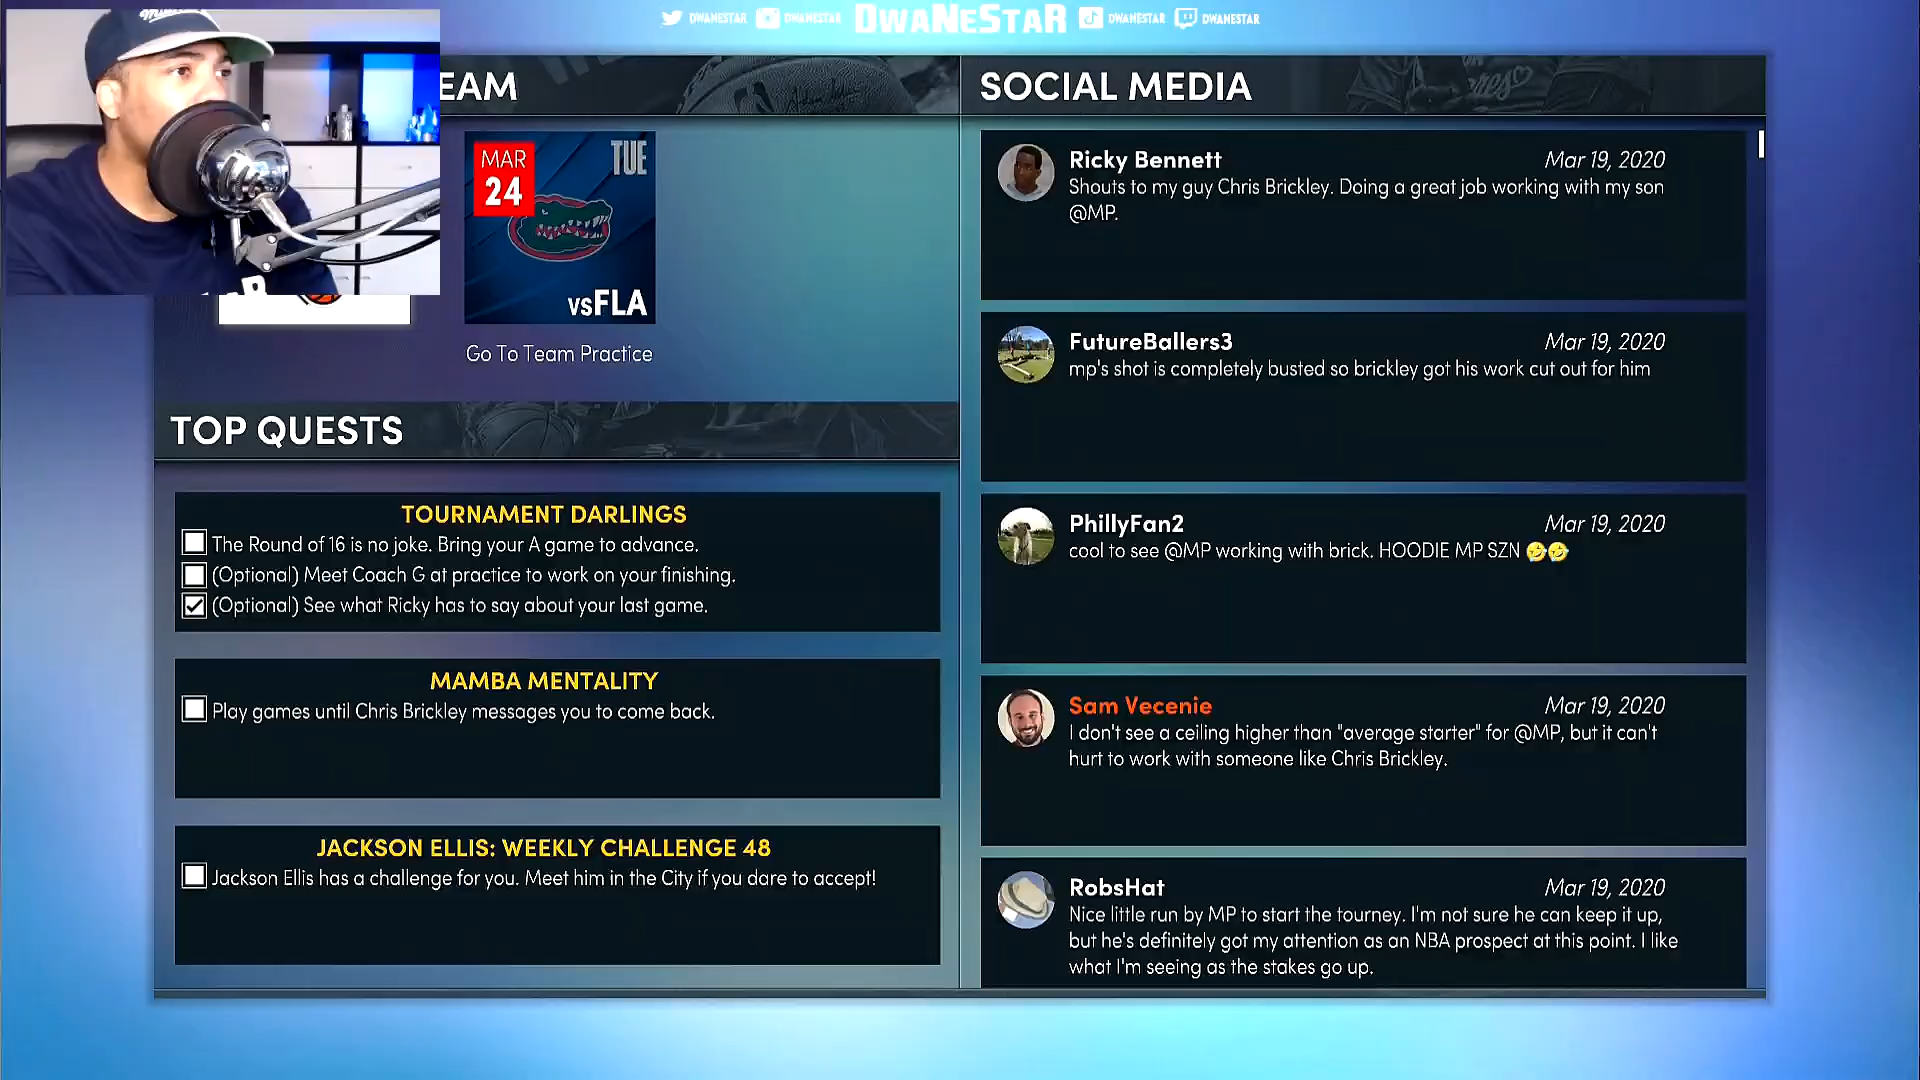 DWANESTAR DWANESTAR DWANESTAR DWANESTAR DWANESTAR
EAM
MAR
24
TUE
vsFLA
Go To Team Practice
TOP QUESTS
TOURNAMENT DARLINGS
The Round of 16 is no joke. Bring your A game to advance.
(Optional) Meet Coach G at practice to work on your finishing.
(Optional) See what Ricky has to say about your last game.
MAMBA MENTALITY
Play games until Chris Brickley messages you to come back.
JACKSON ELLIS: WEEKLY CHALLENGE 48
Jackson Ellis has a challenge for you. Meet him in the City if you dare to accept!
SOCIAL MEDIA
Ricky Bennett Mar 19, 2020
Shouts to my guy Chris Brickley. Doing a great job working with my son
@MP.
FutureBallers3 Mar 19, 2020
mp's shot is completely busted so brickley got his work cut out for him
PhillyFan2 Mar 19, 2020
cool to see @MP working with brick. HOODIE MP SZN 🤣🤣
Sam Vecenie Mar 19, 2020
I don't see a ceiling higher than "average starter" for @MP, but it can't
hurt to work with someone like Chris Brickley.
RobsHat Mar 19, 2020
Nice little run by MP to start the tourney. I'm not sure he can keep it up,
but he's definitely got my attention as an NBA prospect at this point. I like
what I'm seeing as the stakes go up.